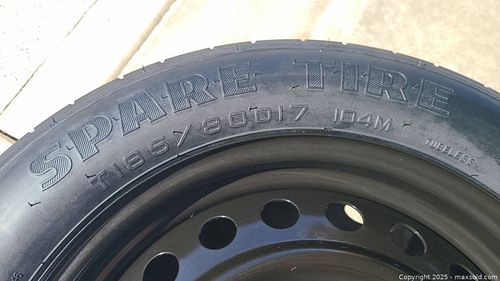 SPARE TIRE
T165/80D17 104M
TUBELESS
Copyright © 2025 - maxsold.com